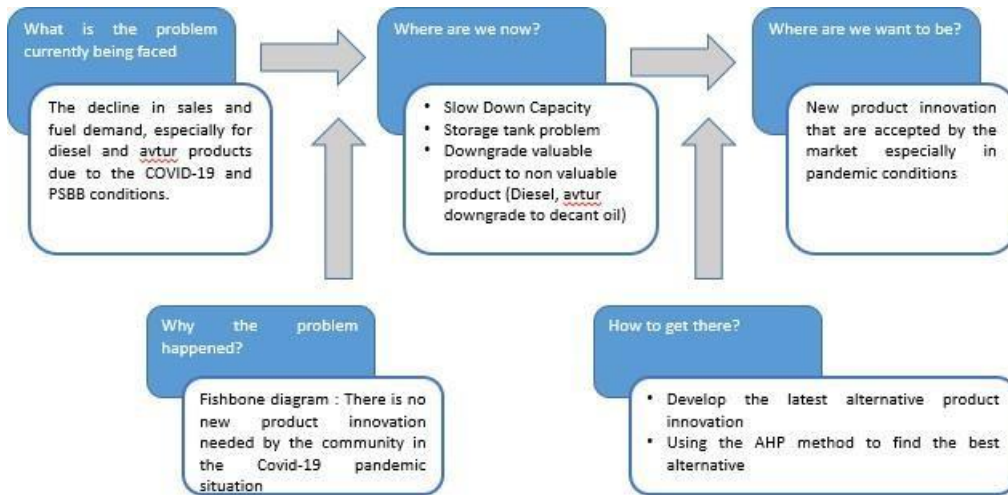 What is the problem
currently being faced
The decline in sales and
fuel demand, especially for
diesel and avtur products
due to the COVID-19 and
PSBB conditions.
Where are we now?
• Slow Down Capacity
• Storage tank problem
• Downgrade valuable
product to non valuable
product (Diesel, avtur
downgrade to decant oil)
Where are we want to be?
New product innovation
that are accepted by the
market especially in
pandemic conditions
Why the problem
happened?
Fishbone diagram : There is no
new product innovation
needed by the community in
the Covid-19 pandemic
situation
How to get there?
• Develop the latest alternative product
innovation
• Using the AHP method to find the best
alternative